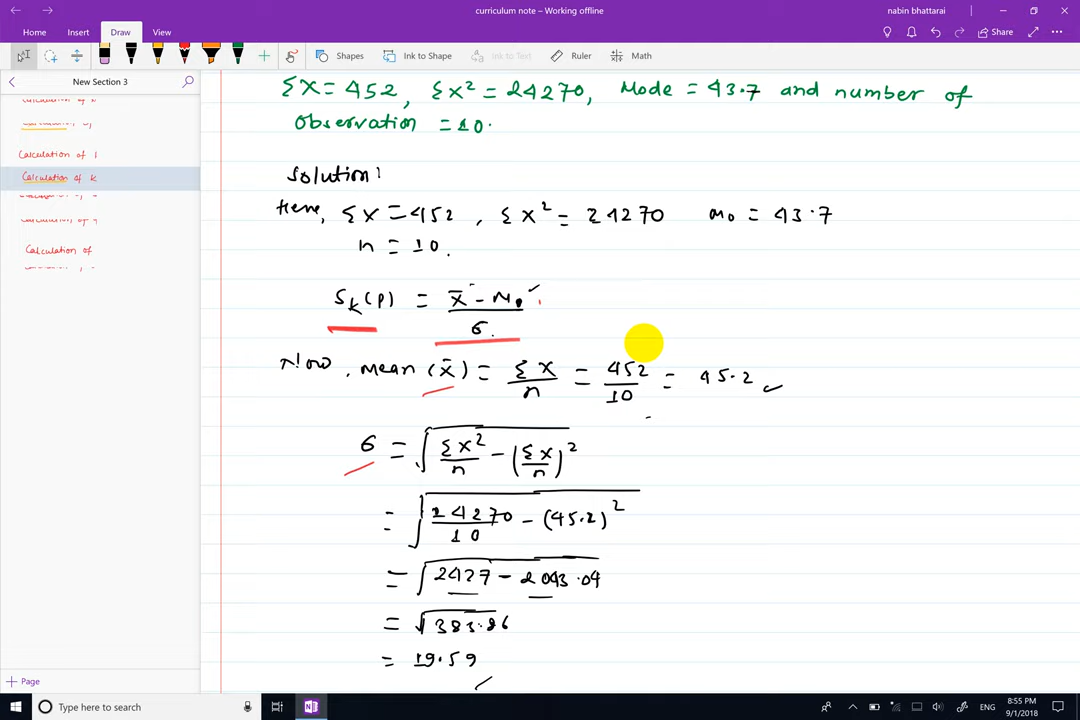 curriculum note – Working offline
nabin bhattarai
Home Insert Draw View
Share
Shapes Ink to Shape Ink to Text Ruler Math
New Section 3
Calculation of I
Calculation of k
Calculation of
Page
ΣX = 452, ΣX² = 24270, Mode = 43.7 and number of
observation = 10.
Solution:
Here, ΣX = 452, ΣX² = 24270 Mo = 43.7
n = 10.
Sk(P) = (X̄ - Mo) / σ
Now, mean (X̄) = ΣX/n = 452/10 = 45.2
σ = √(ΣX²/n - (ΣX/n)²)
= √(24270/10 - (45.2)²)
= √(2427 - 2043.04)
= √383.86
= 19.59
Type here to search
ENG
8:55 PM
9/1/2018